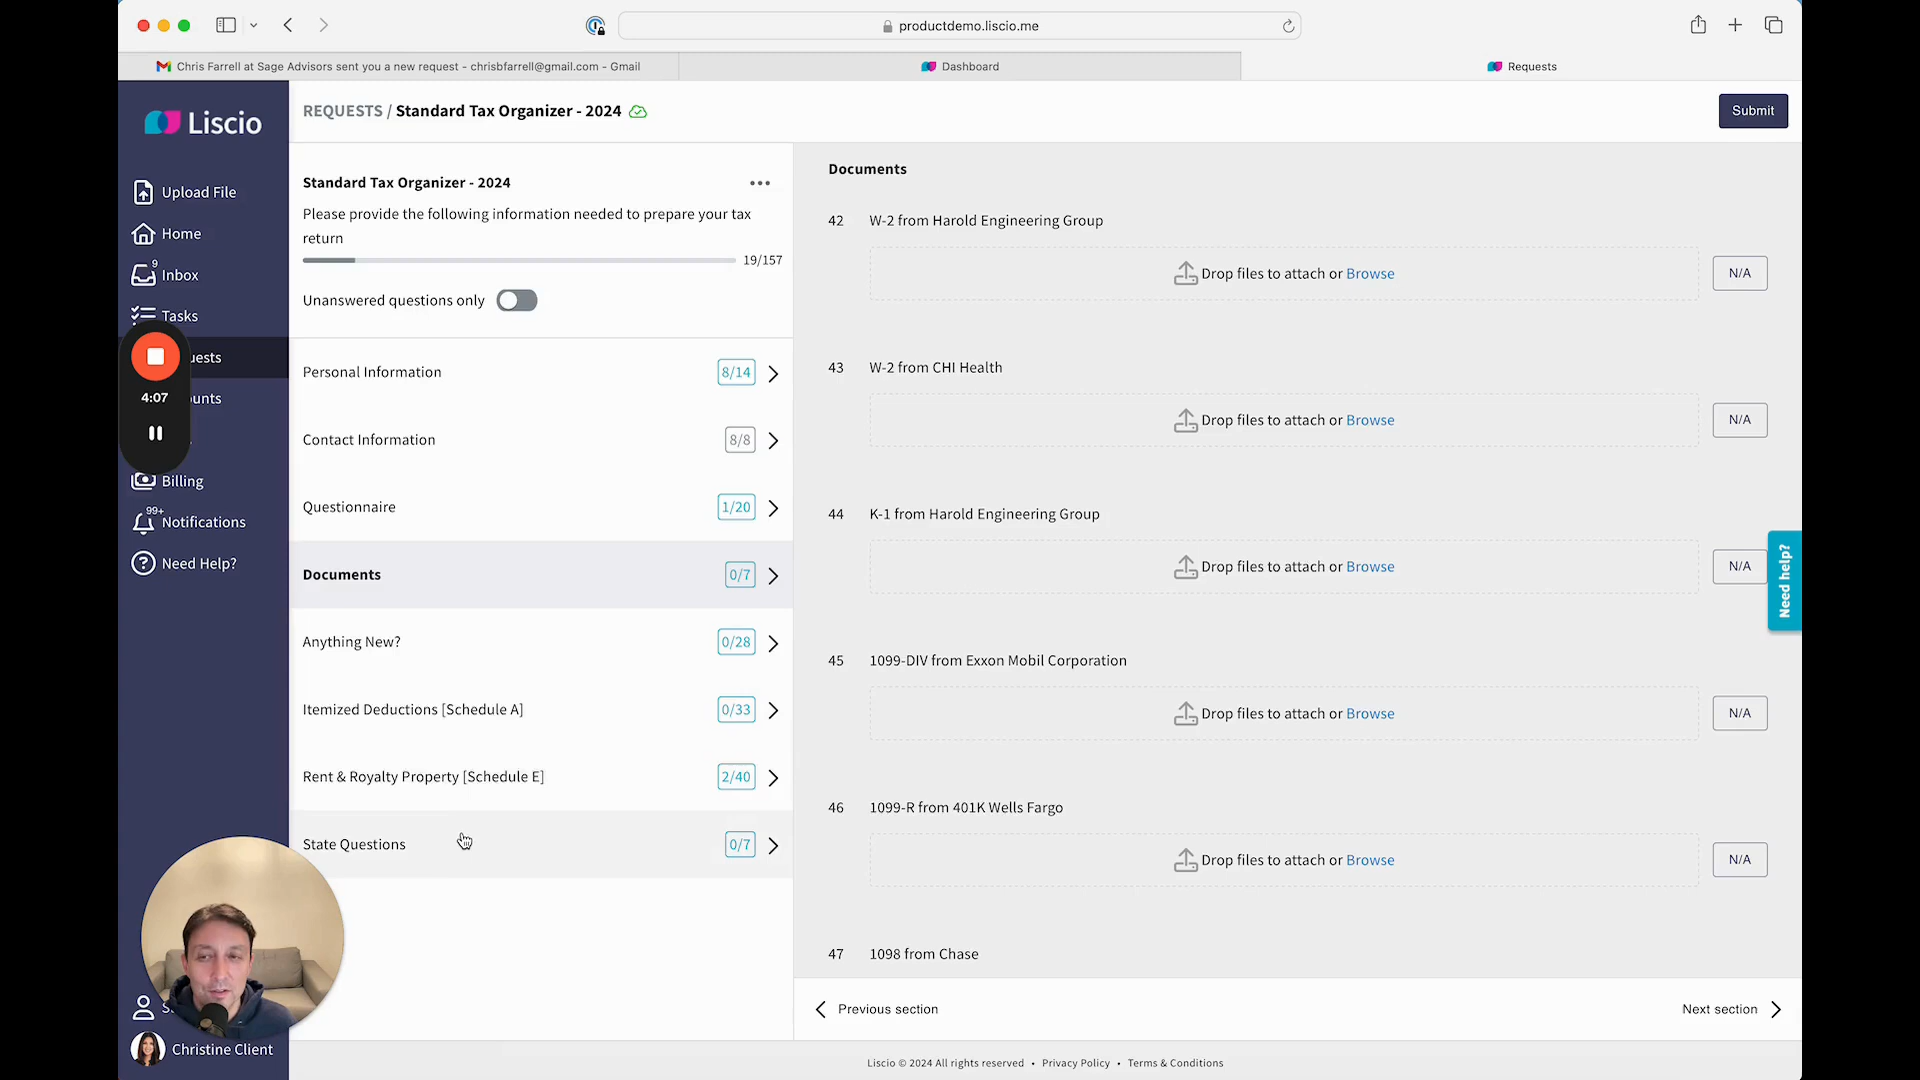 productdemo.liscio.me
Chris Farrell at Sage Advisors sent you a new request - chrisbfarrell@gmail.com - Gmail
Dashboard
Requests
Liscio
REQUESTS / Standard Tax Organizer - 2024
Submit
Upload File
Home
9
Inbox
Tasks
uests
4:07
unts
Billing
99+
Notifications
Need Help?
Christine Client
Standard Tax Organizer - 2024
Please provide the following information needed to prepare your tax
return
19/157
Unanswered questions only
Personal Information 8/14
Contact Information 8/8
Questionnaire 1/20
Documents 0/7
Anything New? 0/28
Itemized Deductions [Schedule A] 0/33
Rent & Royalty Property [Schedule E] 2/40
State Questions 0/7
Documents
42 W-2 from Harold Engineering Group
Drop files to attach or Browse N/A
43 W-2 from CHI Health
Drop files to attach or Browse N/A
44 K-1 from Harold Engineering Group
Drop files to attach or Browse N/A
45 1099-DIV from Exxon Mobil Corporation
Drop files to attach or Browse N/A
46 1099-R from 401K Wells Fargo
Drop files to attach or Browse N/A
47 1098 from Chase
Need help?
Previous section
Next section
Liscio © 2024 All rights reserved • Privacy Policy • Terms & Conditions